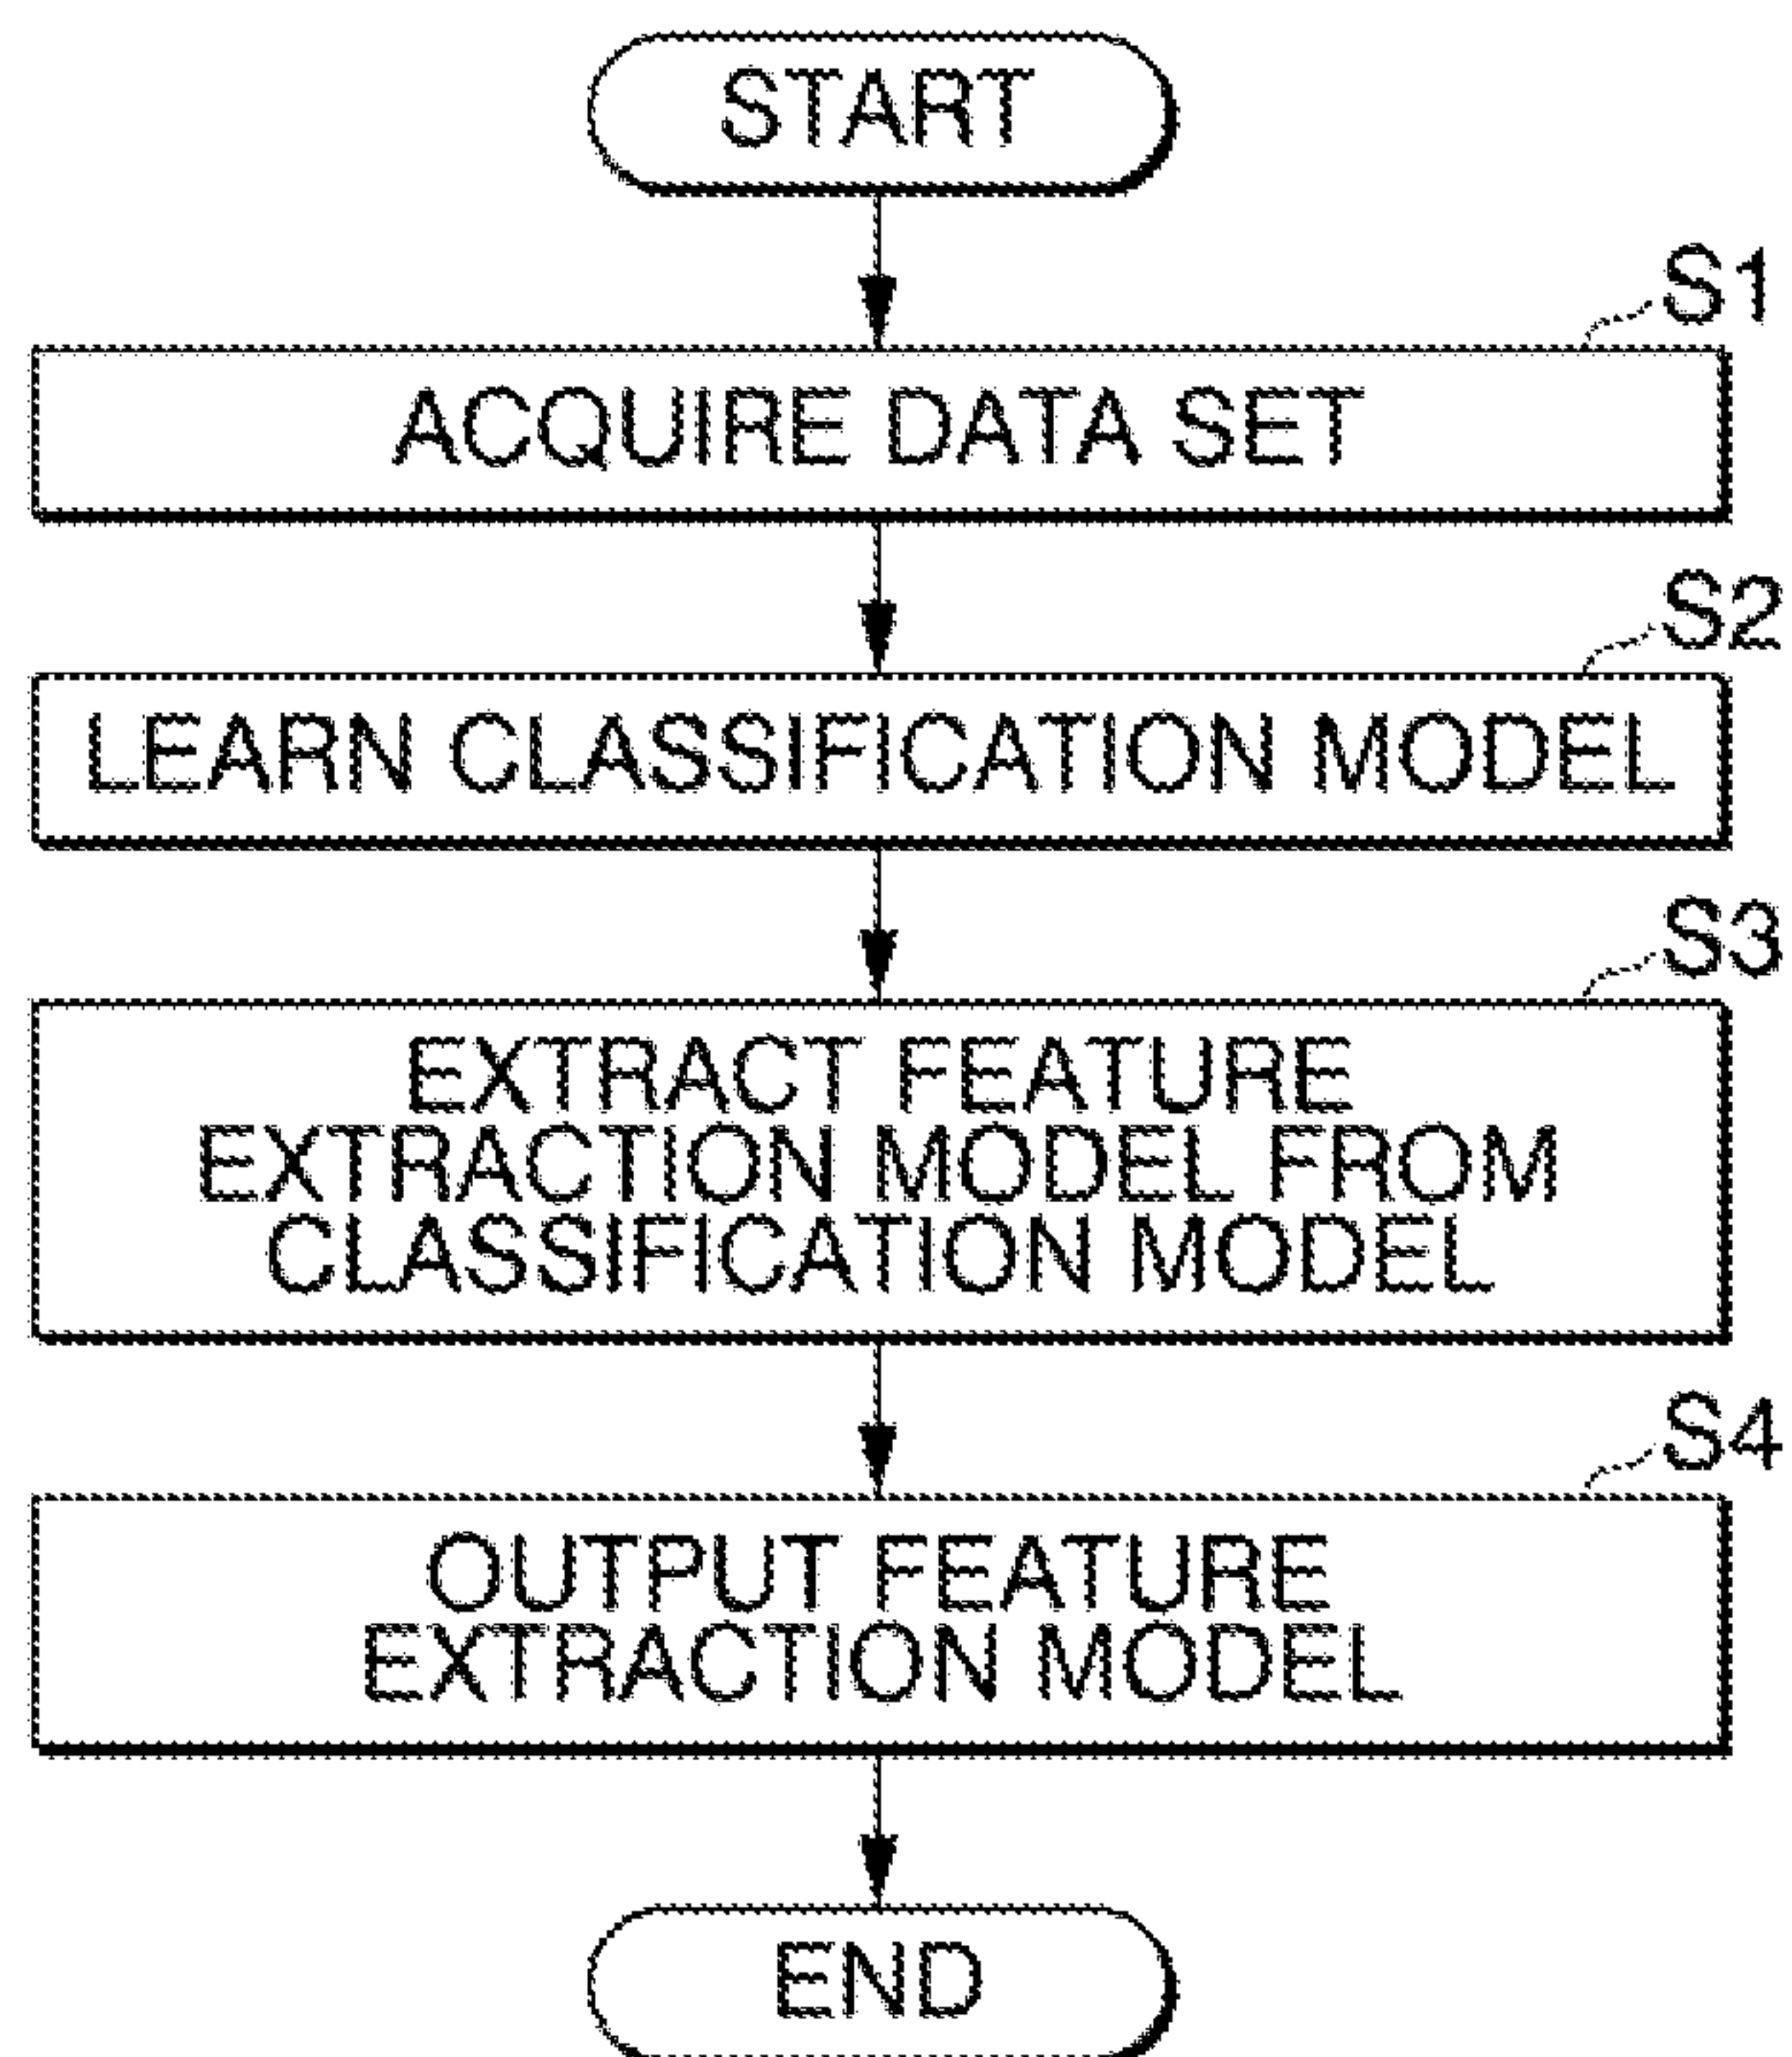 START
S1
ACQUIRE DATA SET
S2
LEARN CLASSIFICATION MODEL
S3
EXTRACT FEATURE
EXTRACTION MODEL FROM
CLASSIFICATION MODEL
S4
OUTPUT FEATURE
EXTRACTION MODEL
END